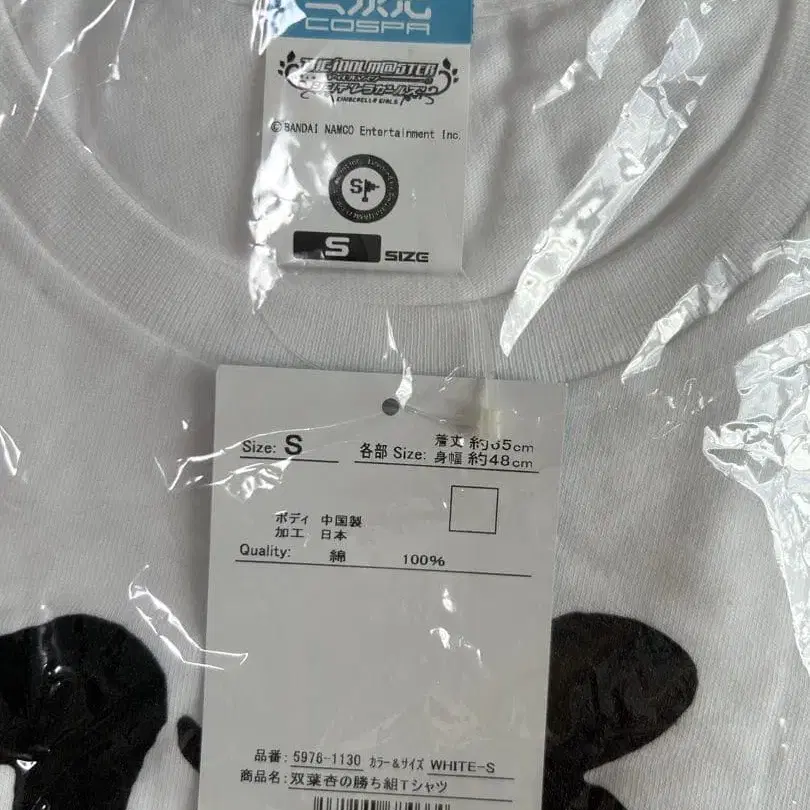 二次元
COSPA
THE iDOLM@STER
シンデレラガールズ
CINDERELLA GIRLS
©BANDAI NAMCO Entertainment Inc.
S
S SIZE
Size: S
各部 Size: 着丈 約65cm
身幅 約48cm
ボディ 中国製
加工 日本
Quality: 綿 100%
品番: 5976-1130 カラー&サイズ WHITE-S
商品名: 双葉杏の勝ち組Tシャツ